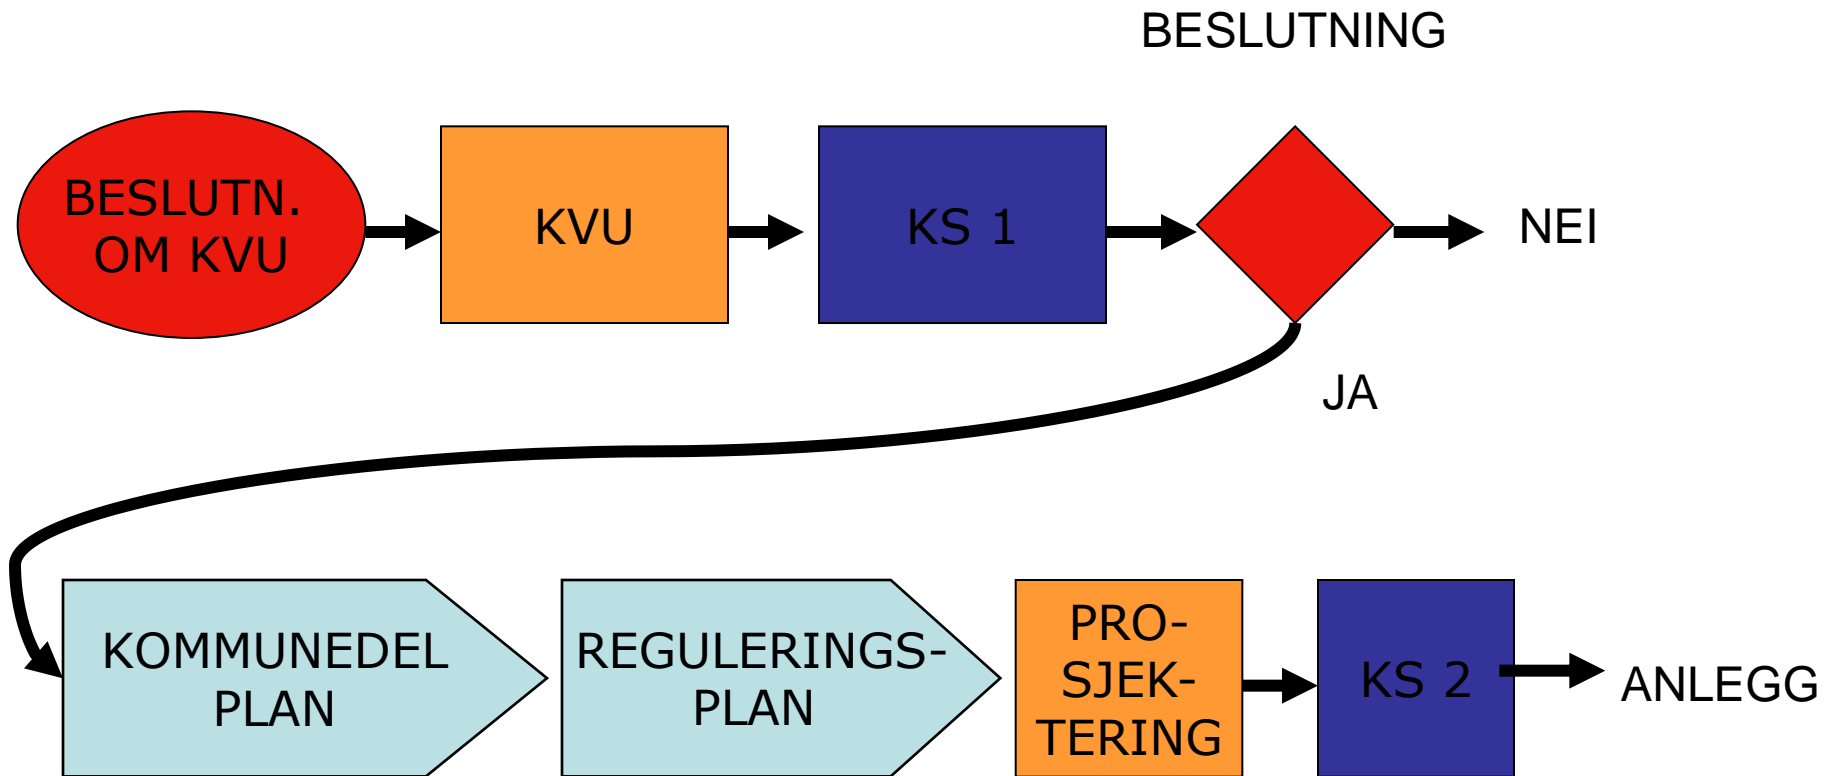 BESLUTNING
BESLUTN.
OM KVU
KVU
KS 1
NEI
JA
KOMMUNEDEL
PLAN
REGULERINGS-
PLAN
PRO-
SJEK-
TERING
KS 2
ANLEGG